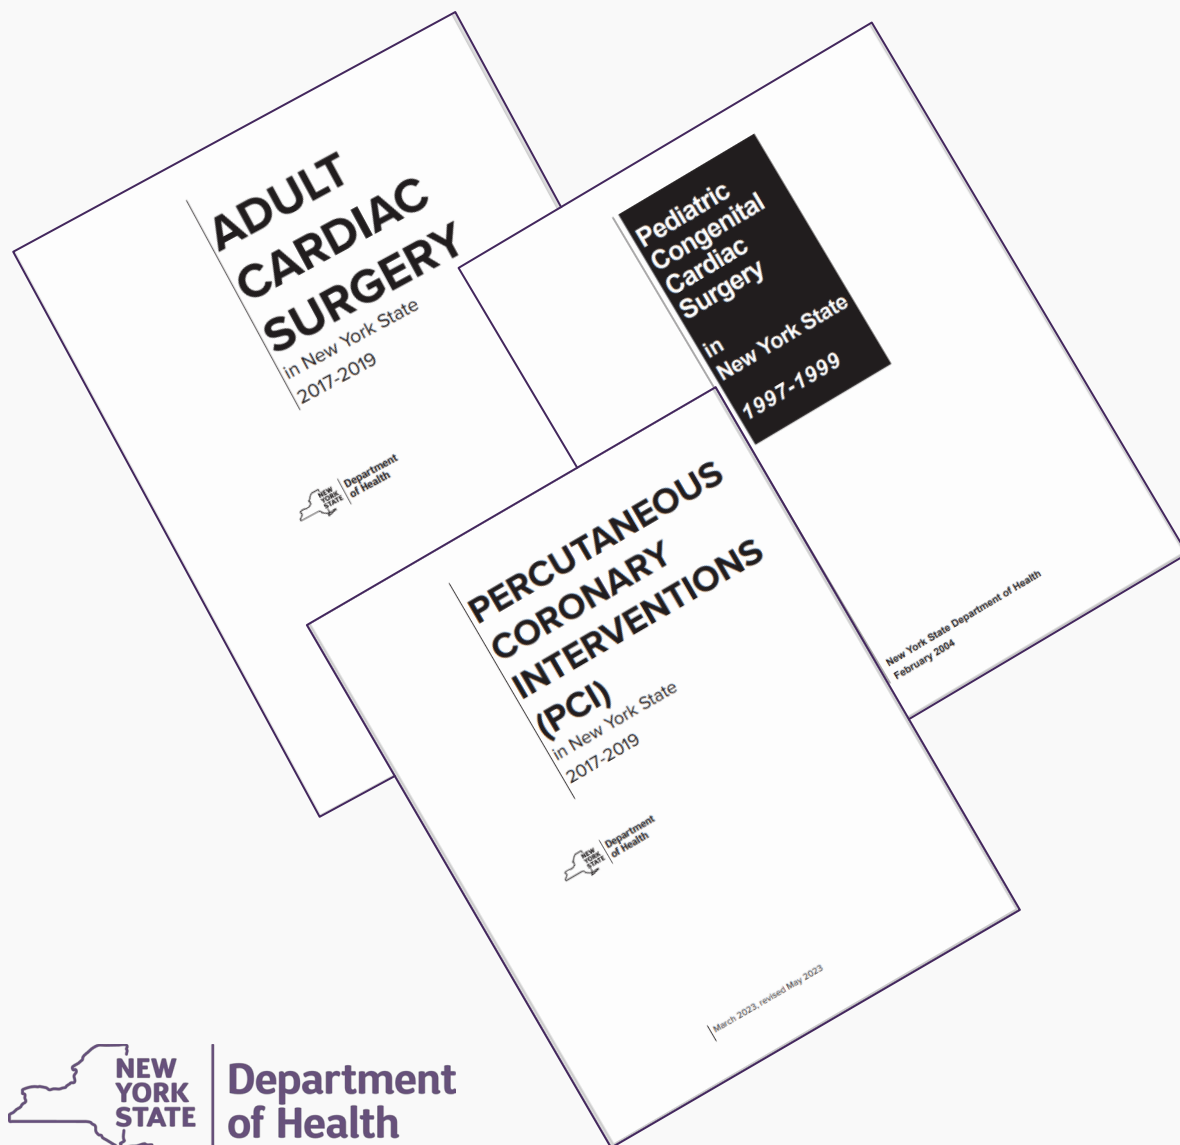 ADULT
CARDIAC
SURGERY
in New York State
2017-2019
NEW
YORK
STATE
Department
of Health
Pediatric
Congenital
Cardiac
Surgery
in
New York State
1997-1999
New York State Department of Health
February 2004
PERCUTANEOUS
CORONARY
INTERVENTIONS
(PCI)
in New York State
2017-2019
NEW
YORK
STATE
Department
of Health
March 2023, revised May 2023
NEW
YORK
STATE
Department
of Health